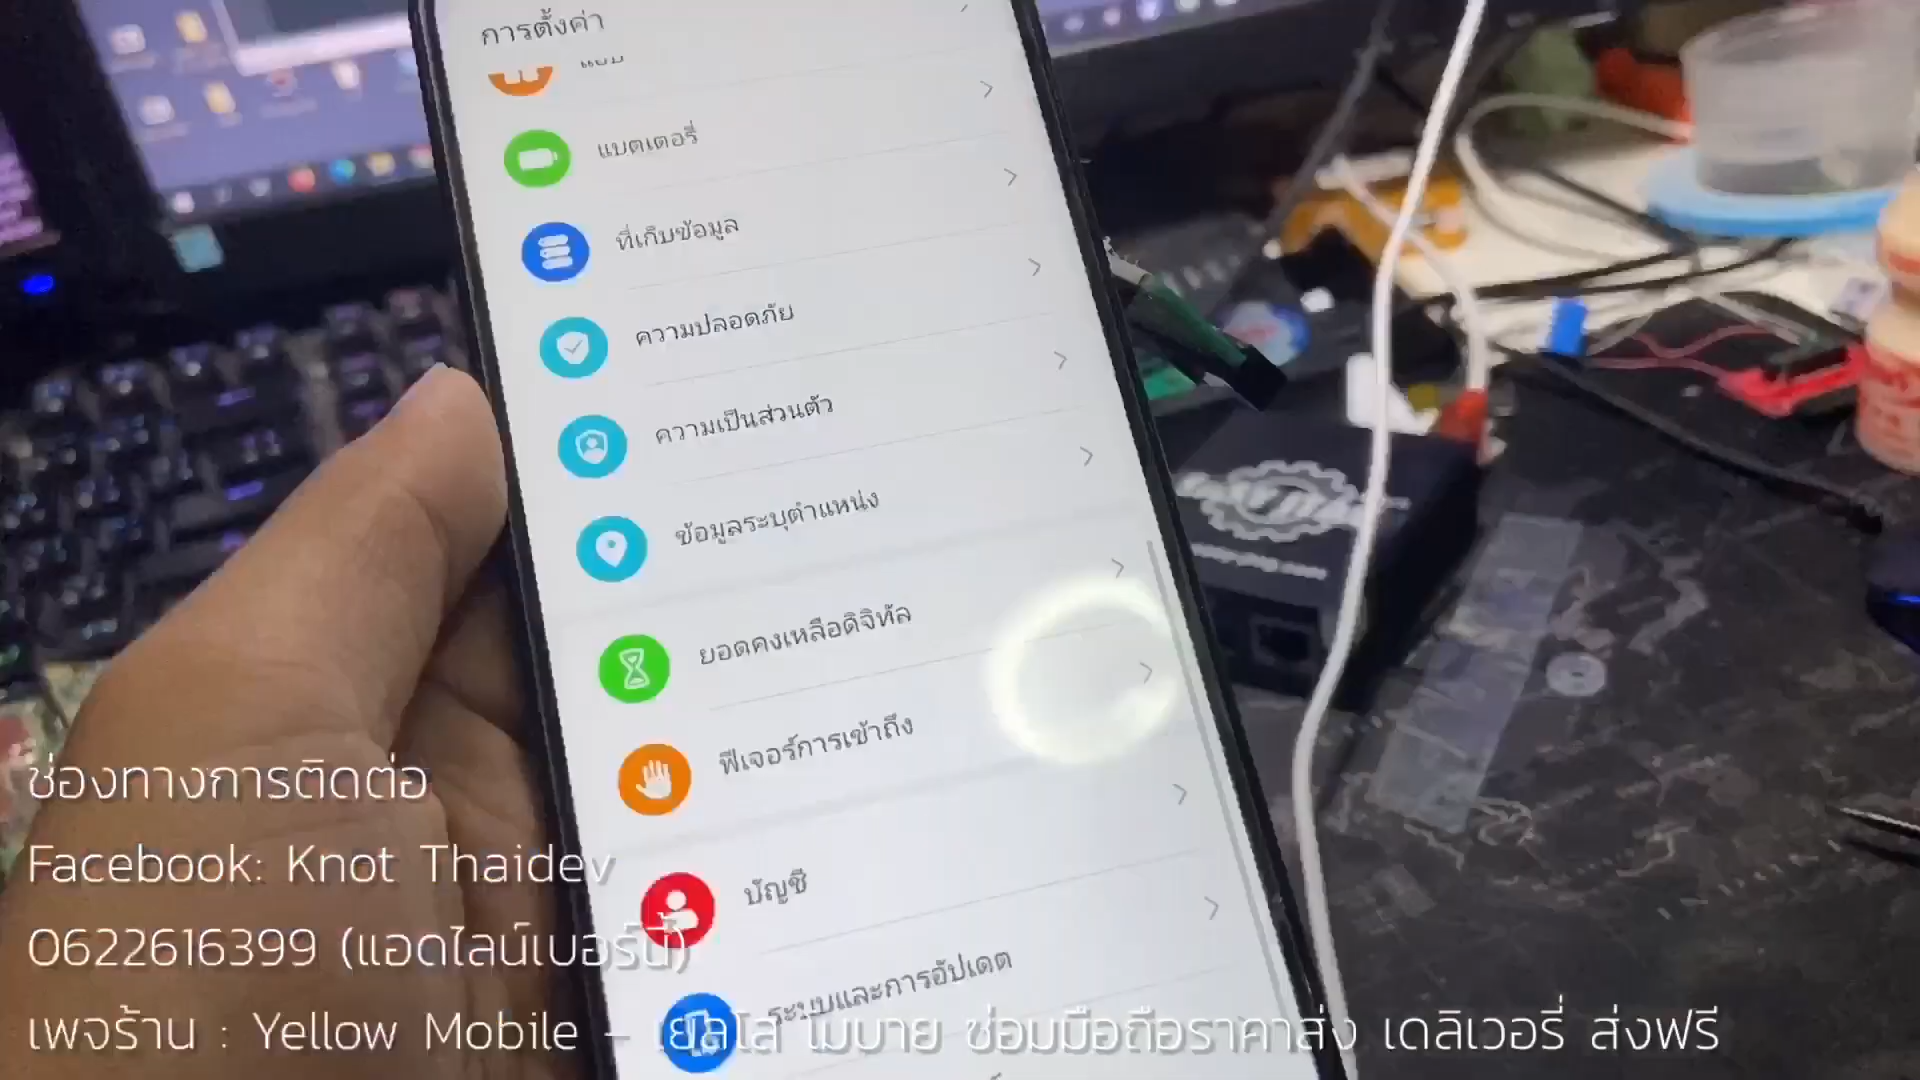 การตั้งค่า
แบตเตอรี่
ที่เก็บข้อมูล
ความปลอดภัย
ความเป็นส่วนตัว
ข้อมูลระบุตำแหน่ง
ยอดคงเหลือดิจิทัล
ฟีเจอร์การเข้าถึง
บัญชี
ระบบและการอัปเดต
ช่องทางการติดต่อ
Facebook: Knot Thaidev
0622616399 (แอดไลน์เบอร์นี้)
เพจร้าน : Yellow Mobile - เยลโล่ โมบาย ซ่อมมือถือราคาส่ง เดลิเวอรี่ ส่งฟรี